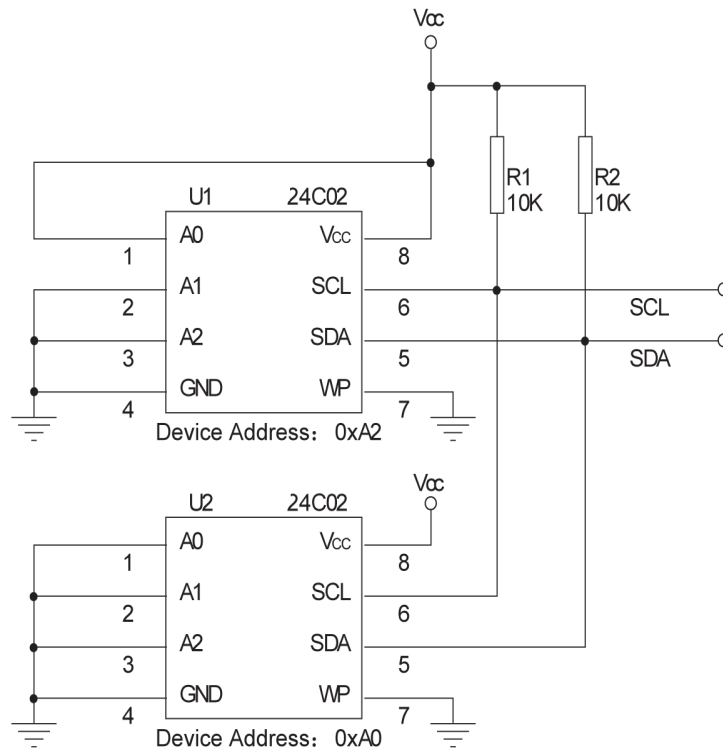 Vcc
U1 24C02
R1
10K
R2
10K
A0 Vcc
1 8
A1 SCL
2 6
SCL
A2 SDA
3 5
SDA
GND WP
4 7
Device Address: 0xA2
Vcc
U2 24C02
A0 Vcc
1 8
A1 SCL
2 6
A2 SDA
3 5
GND WP
4 7
Device Address: 0xA0